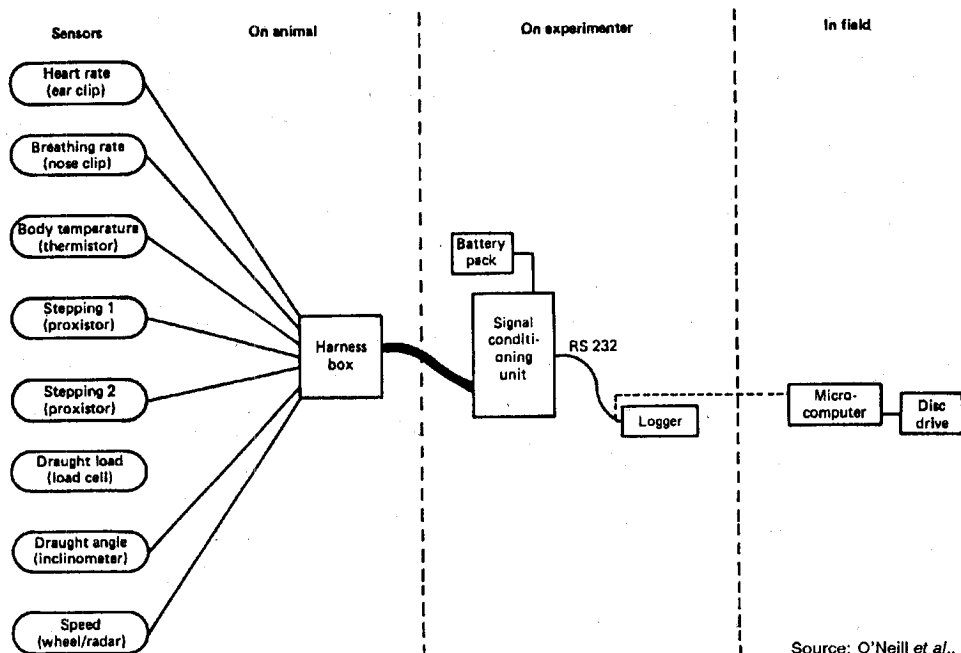 Sensors
On animal
On experimenter
In field
Heart rate
(ear clip)
Breathing rate
(nose clip)
Body temperature
(thermistor)
Stepping 1
(proxistor)
Stepping 2
(proxistor)
Draught load
(load cell)
Draught angle
(inclinometer)
Speed
(wheel/radar)
Harness
box
Battery
pack
Signal
conditi-
oning
unit
RS 232
Logger
Micro-
computer
Disc
drive
Source: O'Neill et al.,